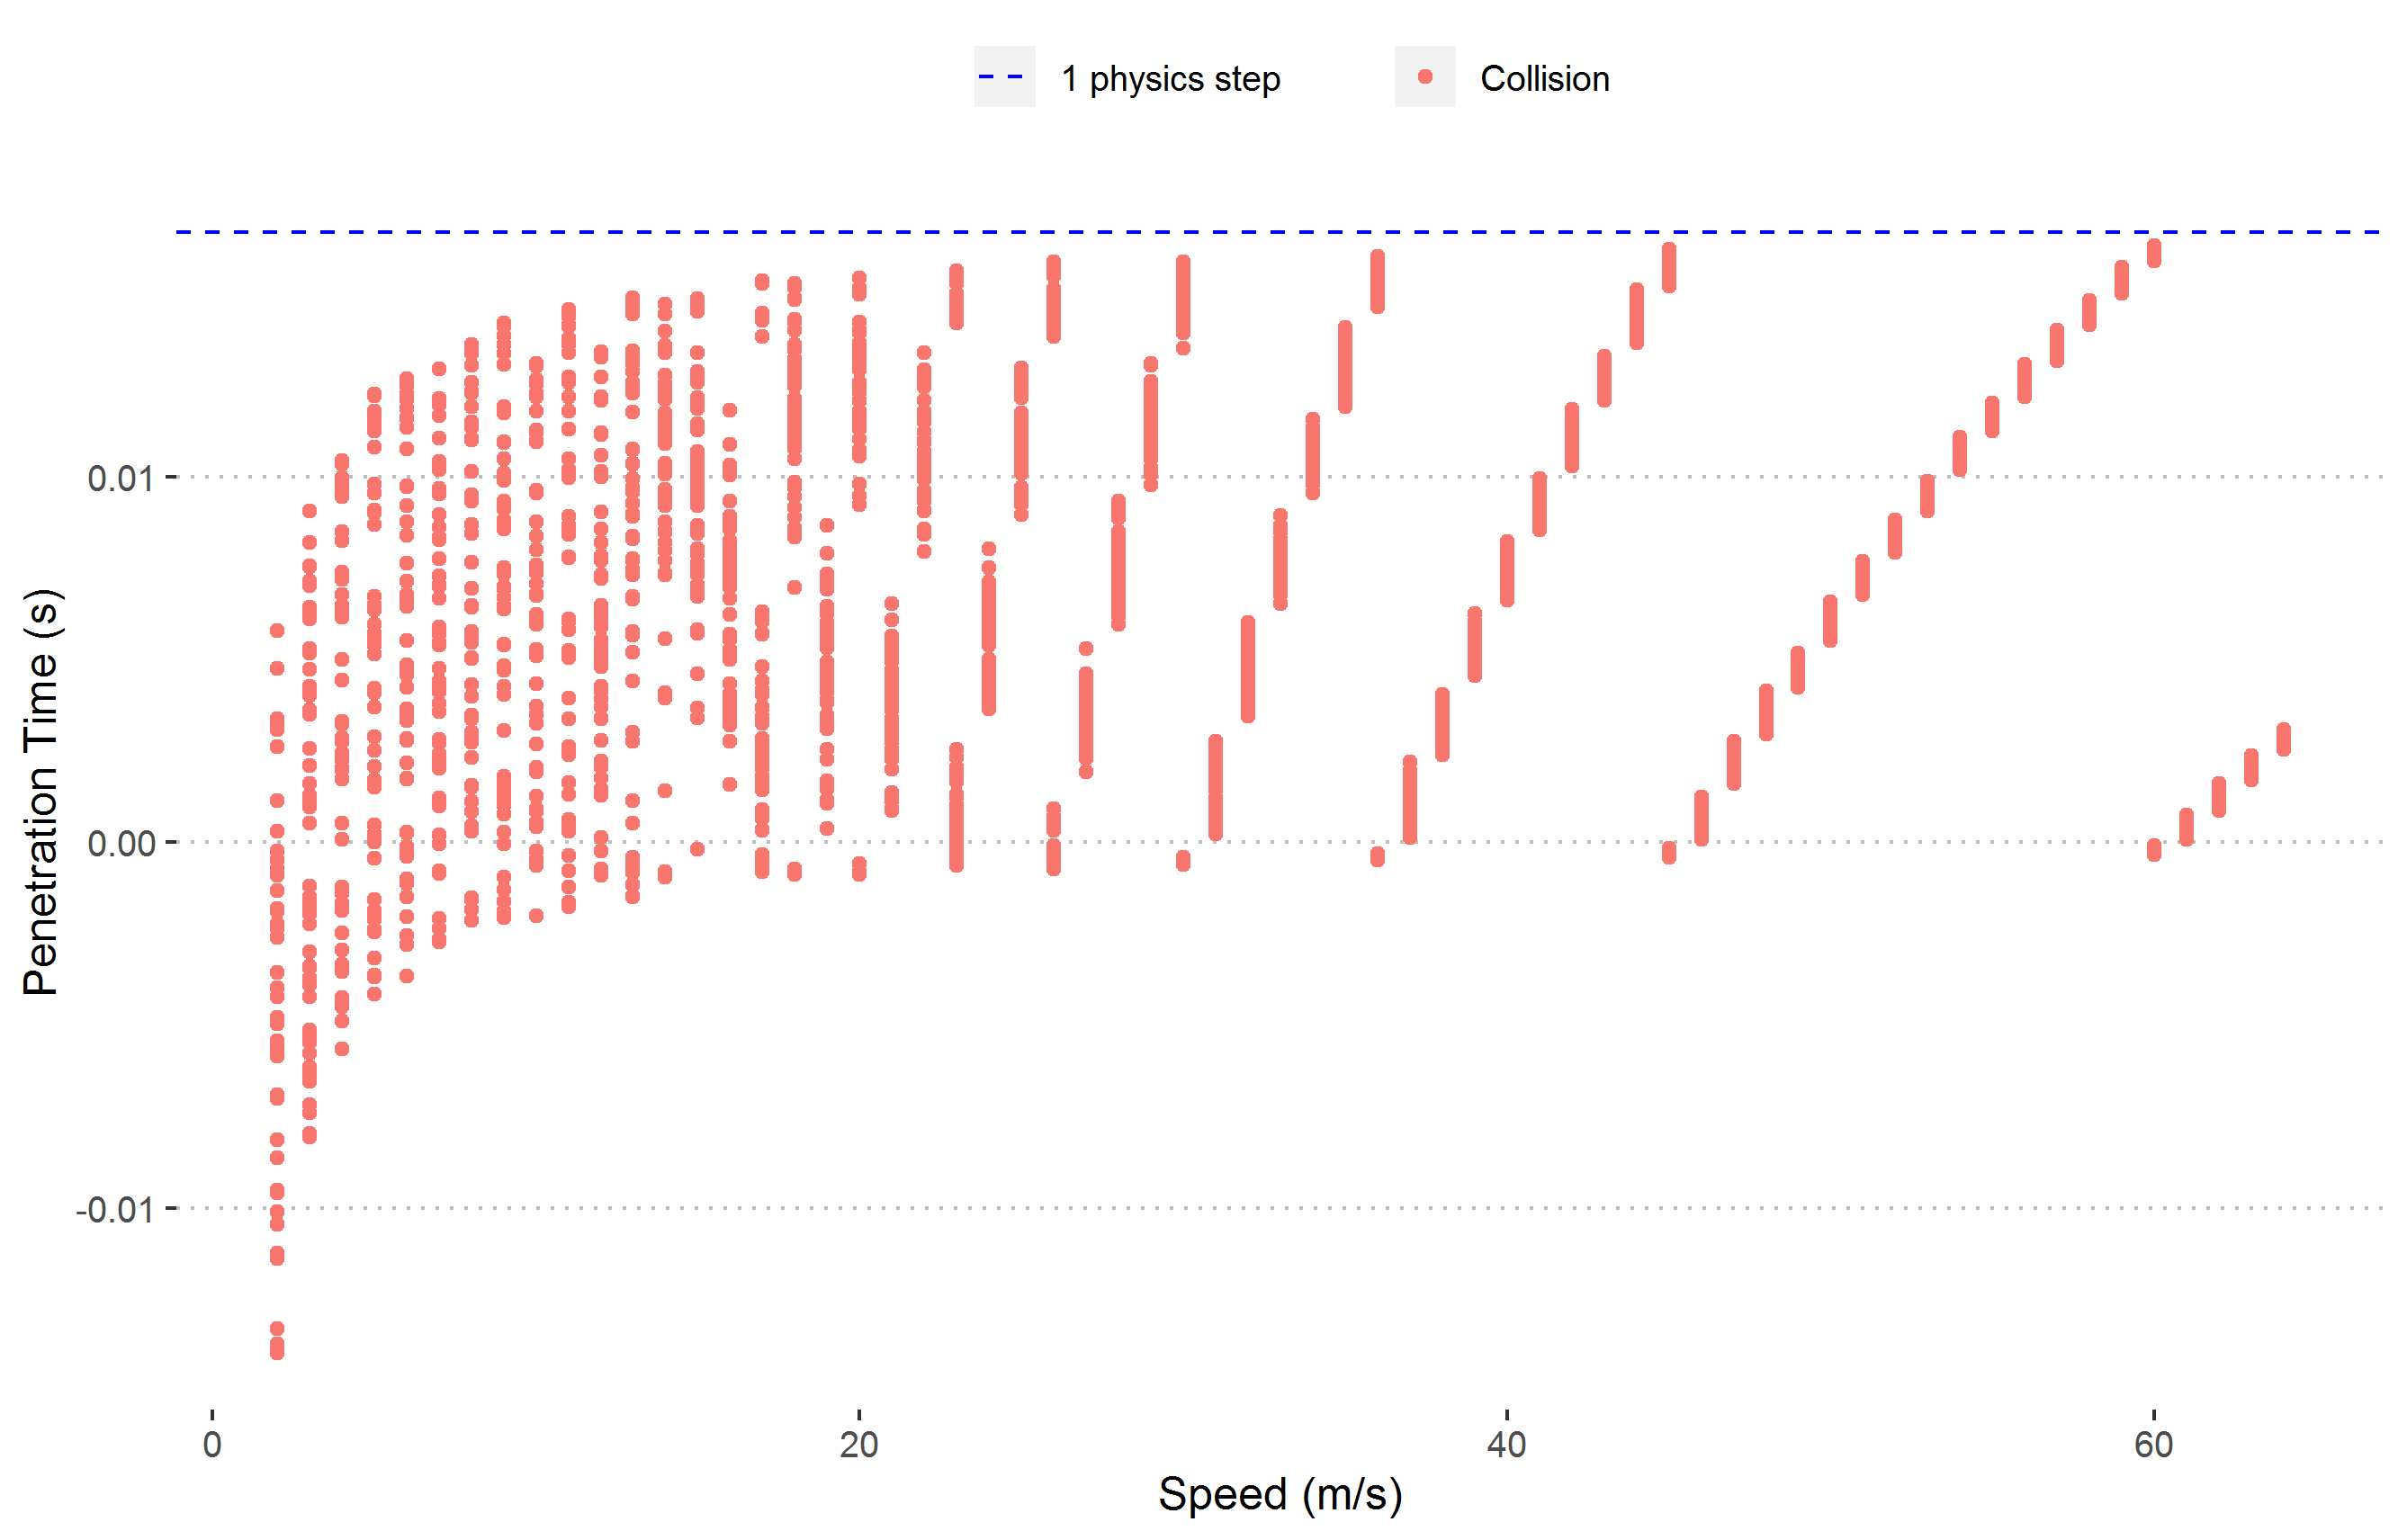 1 physics step
Collision
Penetration Time (s)
0.01
0.00
-0.01
0
20
40
60
Speed (m/s)